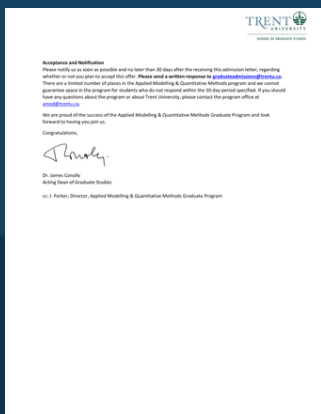 TRENT
UNIVERSITY
SCHOOL OF GRADUATE STUDIES
Acceptance and Notification
Please notify us as soon as possible and no later than 30 days after the receiving this admission letter, regarding
whether or not you plan to accept this offer. Please send a written response to graduateadmissions@trentu.ca.
There are a limited number of places in the Applied Modelling & Quantitative Methods program and we cannot
guarantee space in the program for students who do not respond within the 30 day period specified. If you should
have any questions about the program or about Trent University, please contact the program office at
amod@trentu.ca.
We are proud of the success of the Applied Modelling & Quantitative Methods Graduate Program and look
forward to having you join us.
Congratulations,
Dr. James Conolly
Acting Dean of Graduate Studies
cc: J. Parker, Director, Applied Modelling & Quantitative Methods Graduate Program